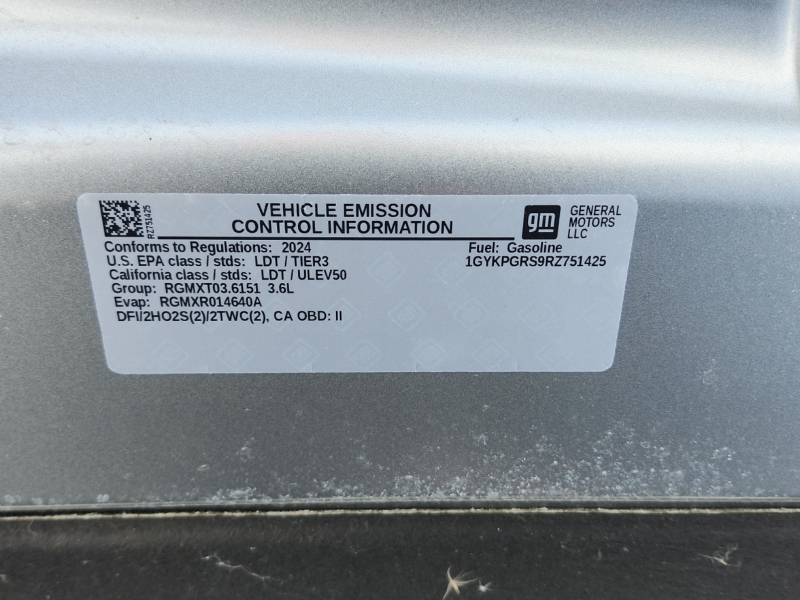 VEHICLE EMISSION
CONTROL INFORMATION
gm
GENERAL
MOTORS
LLC
RZ751425
Conforms to Regulations: 2024
Fuel: Gasoline
U.S. EPA class / stds: LDT / TIER3
1GYKPGRS9RZ751425
California class / stds: LDT / ULEV50
Group: RGMXT03.6151 3.6L
Evap: RGMXR014640A
DFI/2HO2S(2)/2TWC(2), CA OBD: II